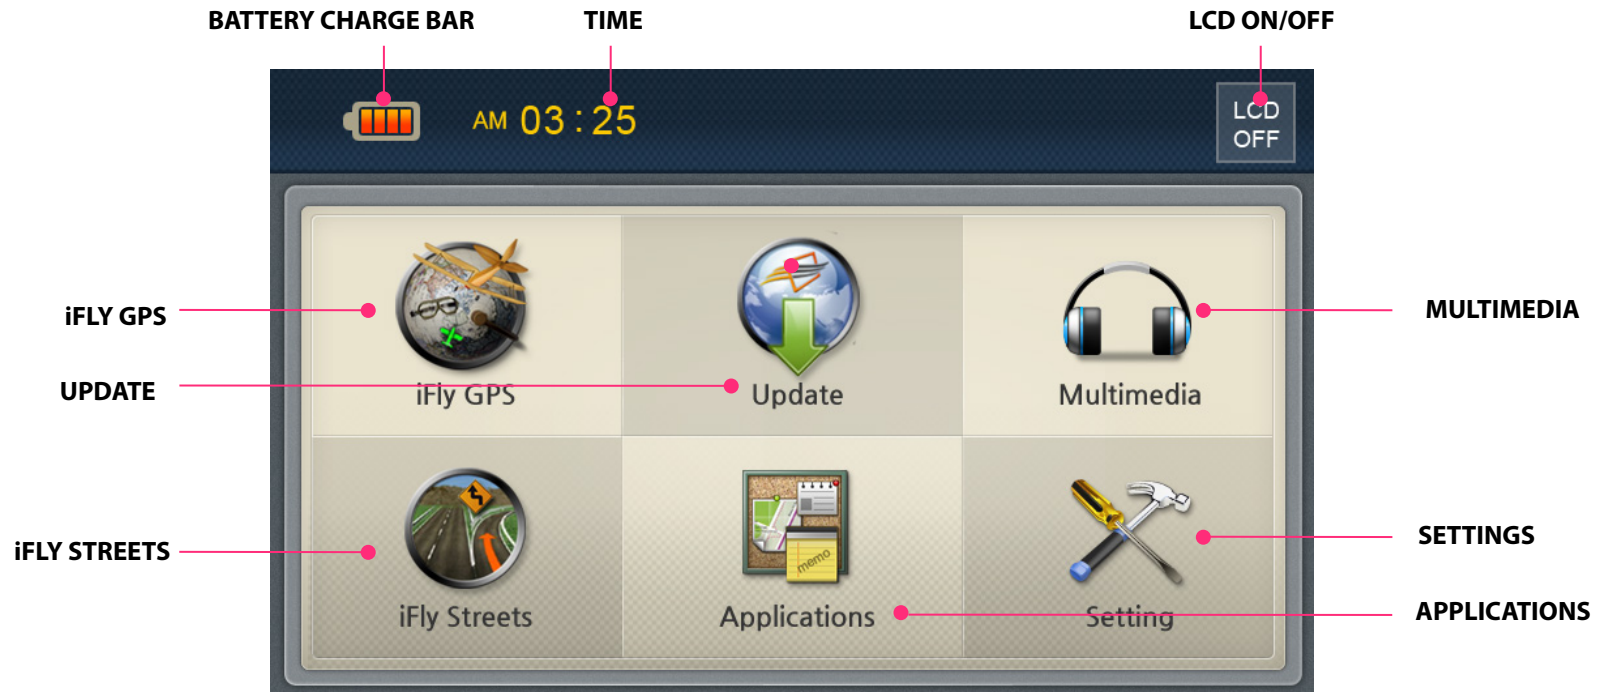 BATTERY CHARGE BAR
TIME
LCD ON/OFF
AM 03 : 25
LCD
OFF
iFLY GPS
MULTIMEDIA
UPDATE
iFly GPS
Update
Multimedia
iFLY STREETS
memo
SETTINGS
APPLICATIONS
iFly Streets
Applications
Setting